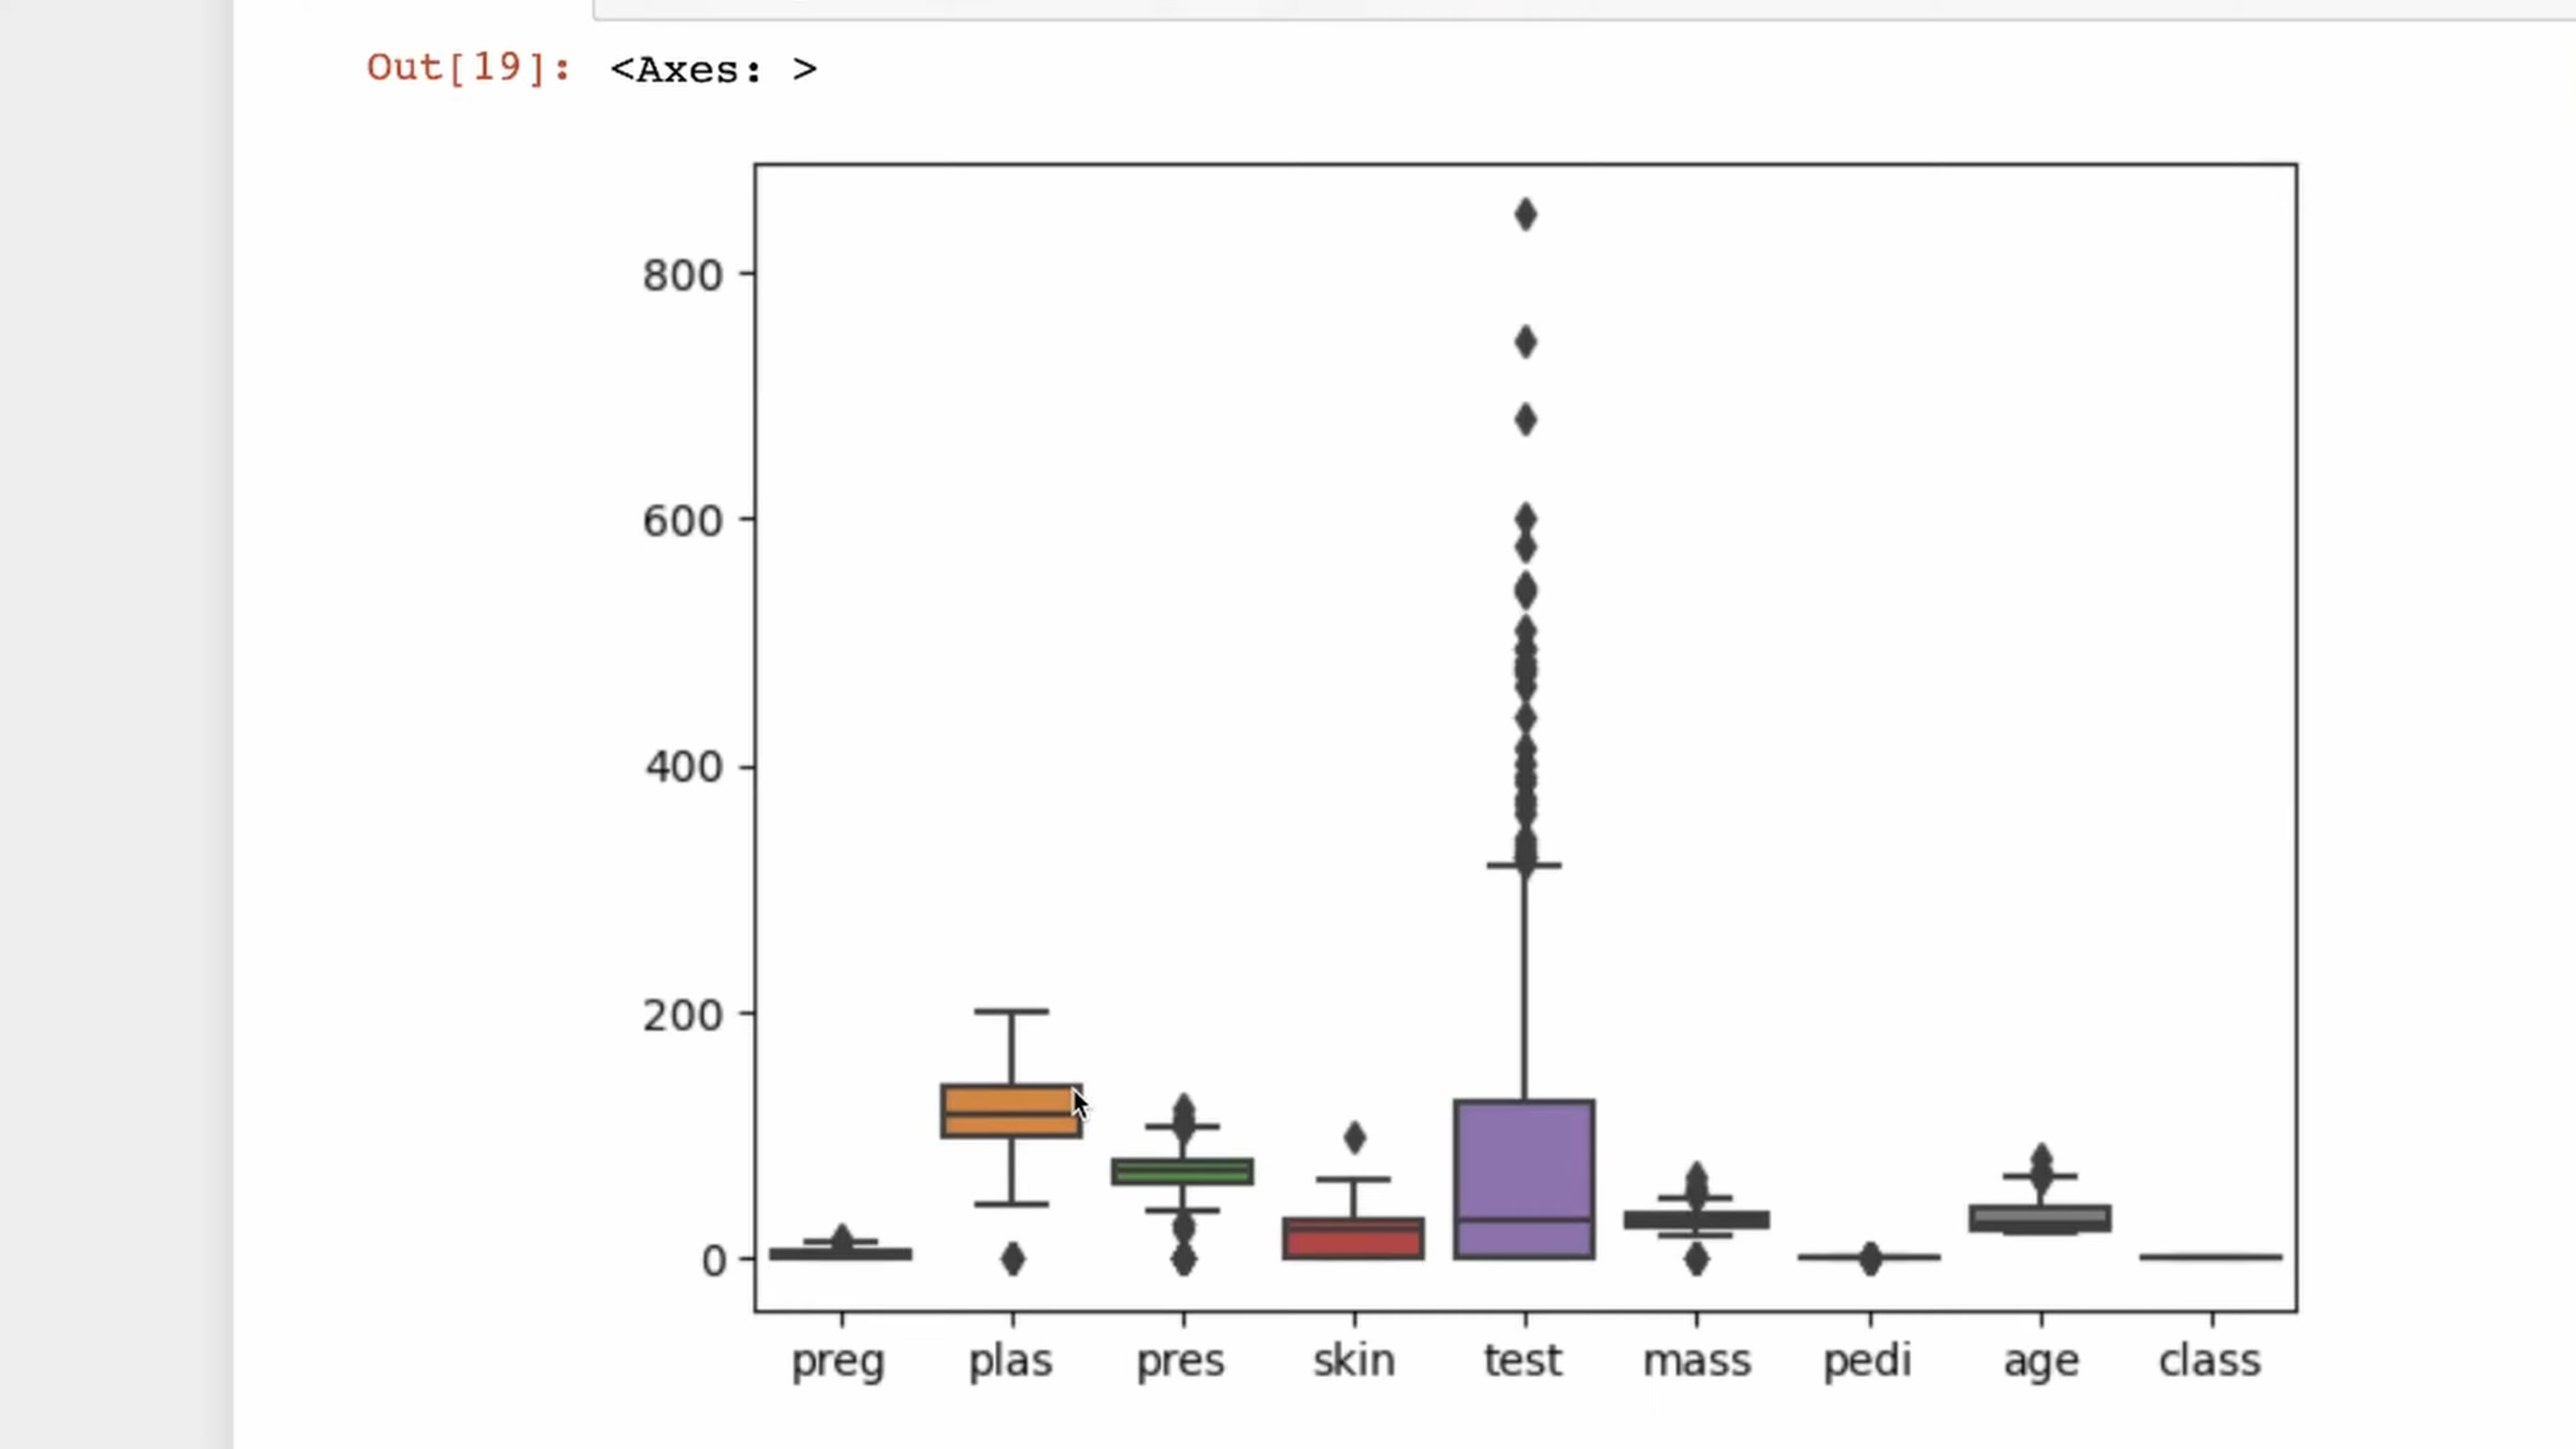 Out[19]: <Axes: >
800
600
400
200
0
preg plas pres skin test mass pedi age class